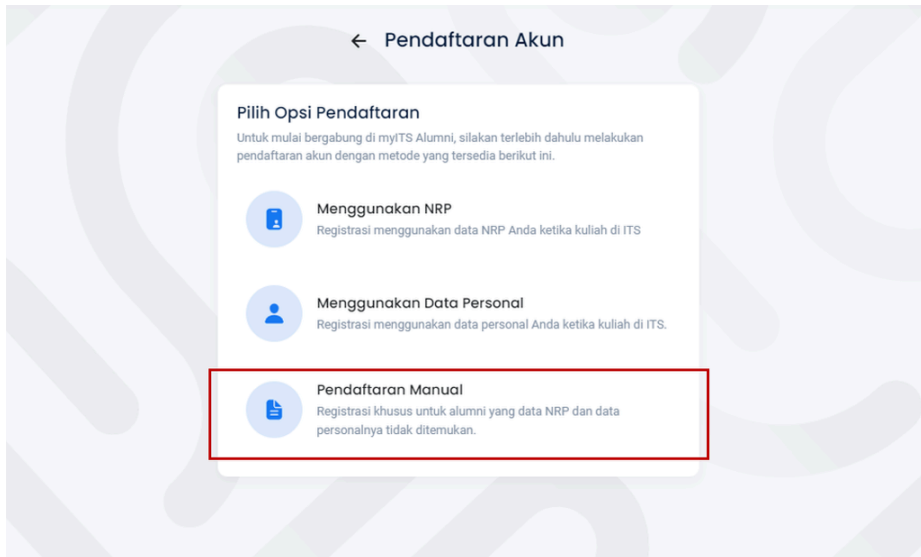 ← Pendaftaran Akun
Pilih Opsi Pendaftaran
Untuk mulai bergabung di myITS Alumni, silakan terlebih dahulu melakukan
pendaftaran akun dengan metode yang tersedia berikut ini.
Menggunakan NRP
Registrasi menggunakan data NRP Anda ketika kuliah di ITS
Menggunakan Data Personal
Registrasi menggunakan data personal Anda ketika kuliah di ITS.
Pendaftaran Manual
Registrasi khusus untuk alumni yang data NRP dan data
personalnya tidak ditemukan.